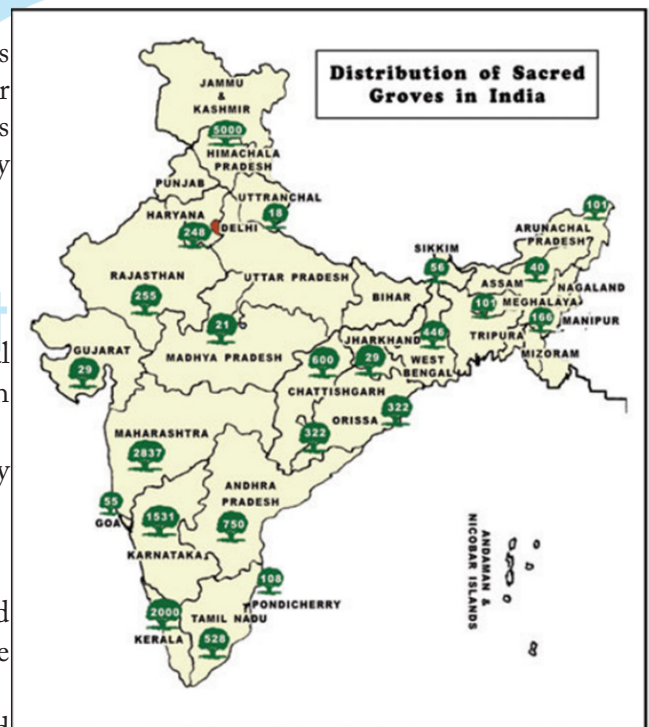 s
r
s
y
al
n
y
d
e
u
Distribution of Sacred
Groves in India
JAMMU
&
KASHMIR
5000
HIMACHALA
PRADESH
PUNJAB
UTTRANCHAL
18
HARYANA
248
DELHI
101
ARUNACHAL
PRADESH
SIKKIM
56
40
ASSAM
NAGALAND
RAJASTHAN
255
UTTAR PRADESH
BIHAR
101
MEGHALAYA
166
MANIPUR
TRIPURA
MIZORAM
21
MADHYA PRADESH
GUJARAT
29
JHARKHAND
29
446
WEST
BENGAL
600
CHATTISHGARH
ORISSA
322
322
MAHARASHTRA
2837
ANDHRA
PRADESH
750
55
GOA
1531
KARNATAKA
108
PONDICHERRY
2000
KERALA
TAMIL NADU
528
ANDAMAN &
NICOBAR ISLANDS